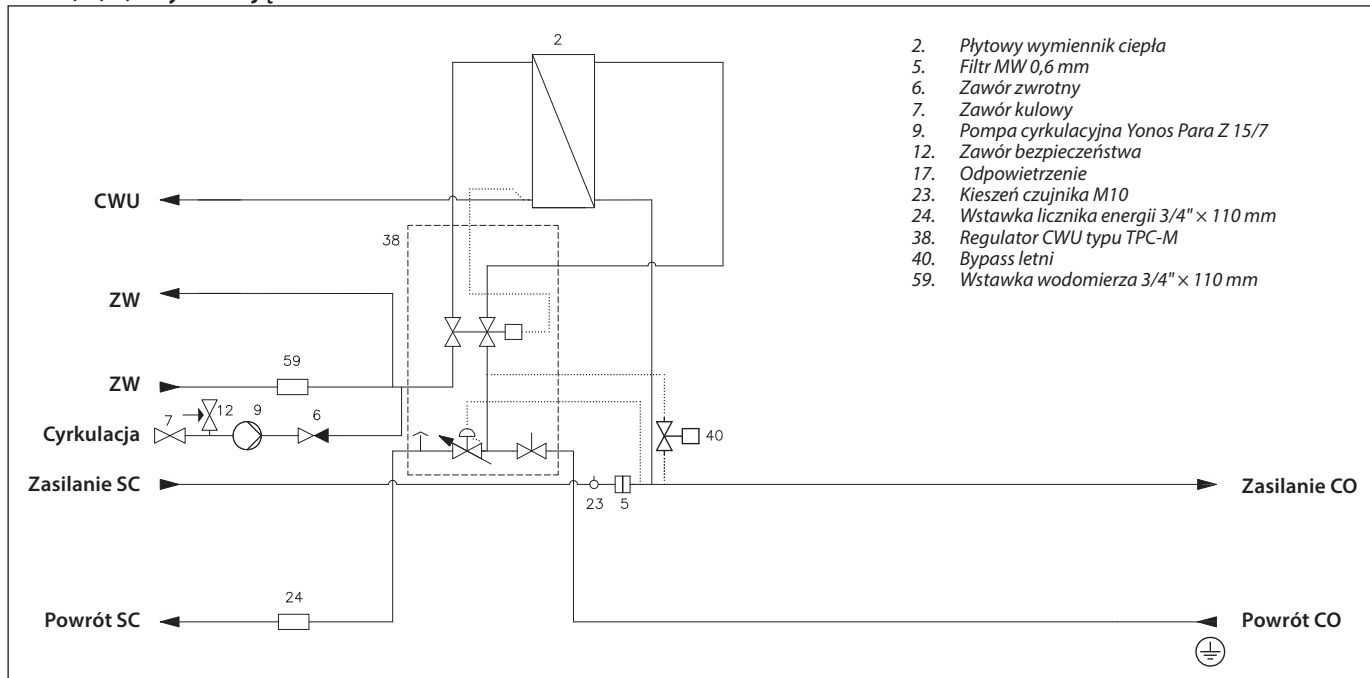 2
2. Płytowy wymiennik ciepła
5. Filtr MW 0,6 mm
6. Zawór zwrotny
7. Zawór kulowy
9. Pompa cyrkulacyjna Yonos Para Z 15/7
12. Zawór bezpieczeństwa
17. Odpowietrzenie
23. Kieszeń czujnika M10
24. Wstawka licznika energii 3/4" × 110 mm
38. Regulator CWU typu TPC-M
40. Bypass letni
59. Wstawka wodomierza 3/4" × 110 mm
CWU
38
ZW
59
ZW
7
12
9
6
Cyrkulacja
40
Zasilanie SC
23
5
Zasilanie CO
24
Powrót SC
Powrót CO